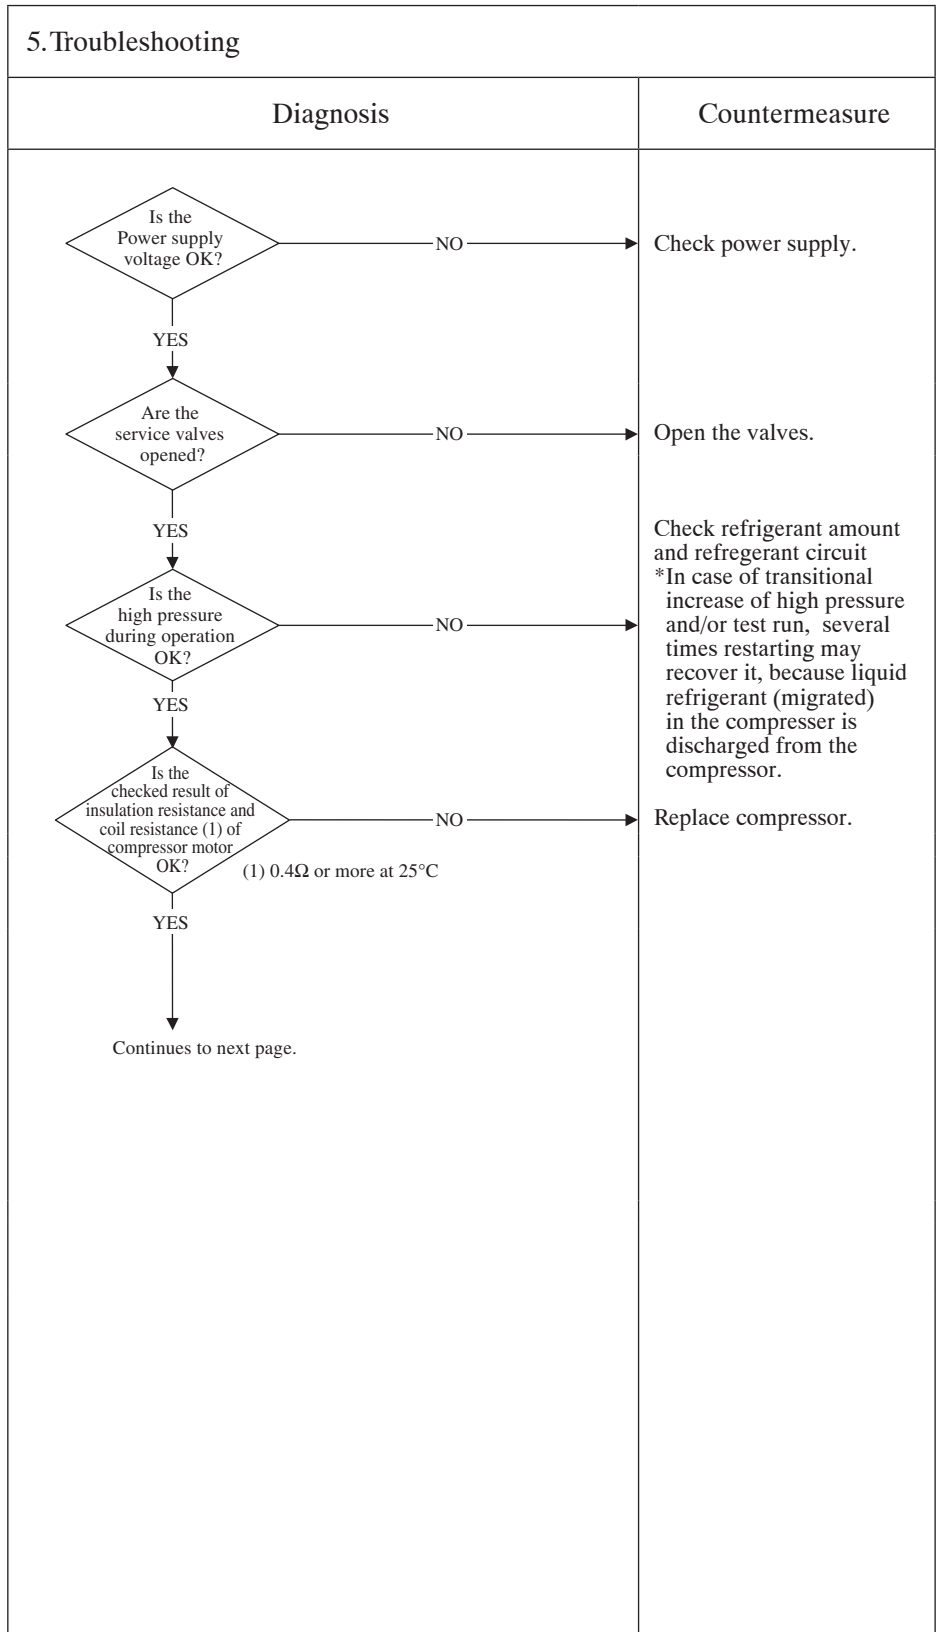 5. Troubleshooting
Diagnosis
Countermeasure
Is the
Power supply
voltage OK?
NO
Check power supply.
YES
Are the
service valves
opened?
NO
Open the valves.
YES
Is the
high pressure
during operation
OK?
NO
Check refrigerant amount
and refregerant circuit
*In case of transitional
increase of high pressure
and/or test run, several
times restarting may
recover it, because liquid
refrigerant (migrated)
in the compresser is
discharged from the
compressor.
YES
Is the
checked result of
insulation resistance and
coil resistance (1) of
compressor motor
OK?
NO
Replace compressor.
(1) 0.4Ω or more at 25°C
YES
Continues to next page.